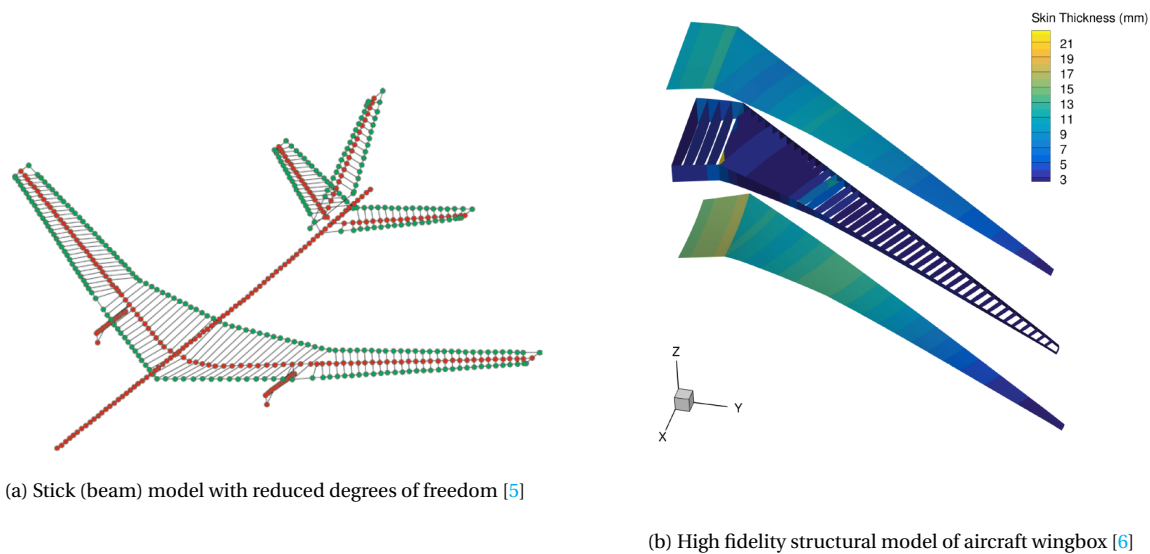 Skin Thickness (mm)
21
19
17
15
13
11
9
7
5
3
Z
Y
X
(a) Stick (beam) model with reduced degrees of freedom [5]
(b) High fidelity structural model of aircraft wingbox [6]